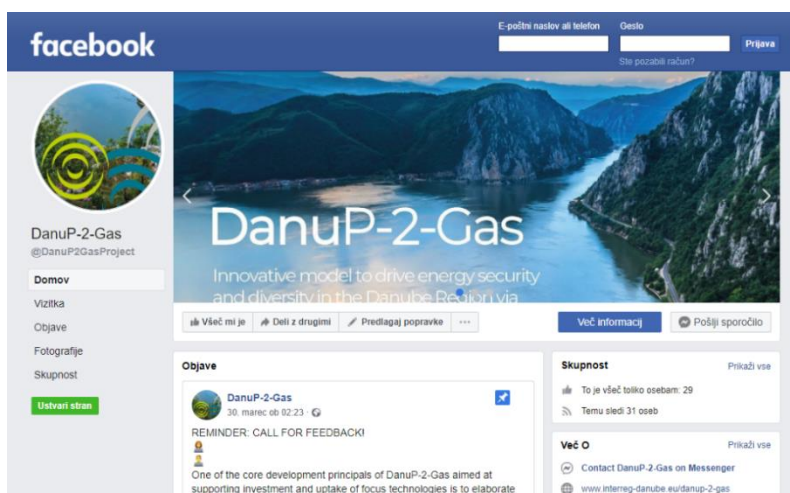 facebook
E-poštni naslov ali telefon
Geslo
Prijava
Ste pozabili račun?
DanuP-2-Gas
@DanuP2GasProject
Domov
Vizitka
Objave
Fotografije
Skupnost
Ustvari stran
DanuP-2-Gas
Innovative model to drive energy security
and diversity in the Danube Region via
Všeč mi je
Deli z drugimi
Predlagaj popravke
Več informacij
Pošlji sporočilo
Objave
DanuP-2-Gas
30. marec ob 02:23 ·
REMINDER: CALL FOR FEEDBACK!
One of the core development principals of DanuP-2-Gas aimed at
supporting investment and uptake of focus technologies is to elaborate
Skupnost
Prikaži vse
To je všeč toliko osebam: 29
Temu sledi 31 oseb
Več O
Prikaži vse
Contact DanuP-2-Gas on Messenger
www.interreg-danube.eu/danup-2-gas